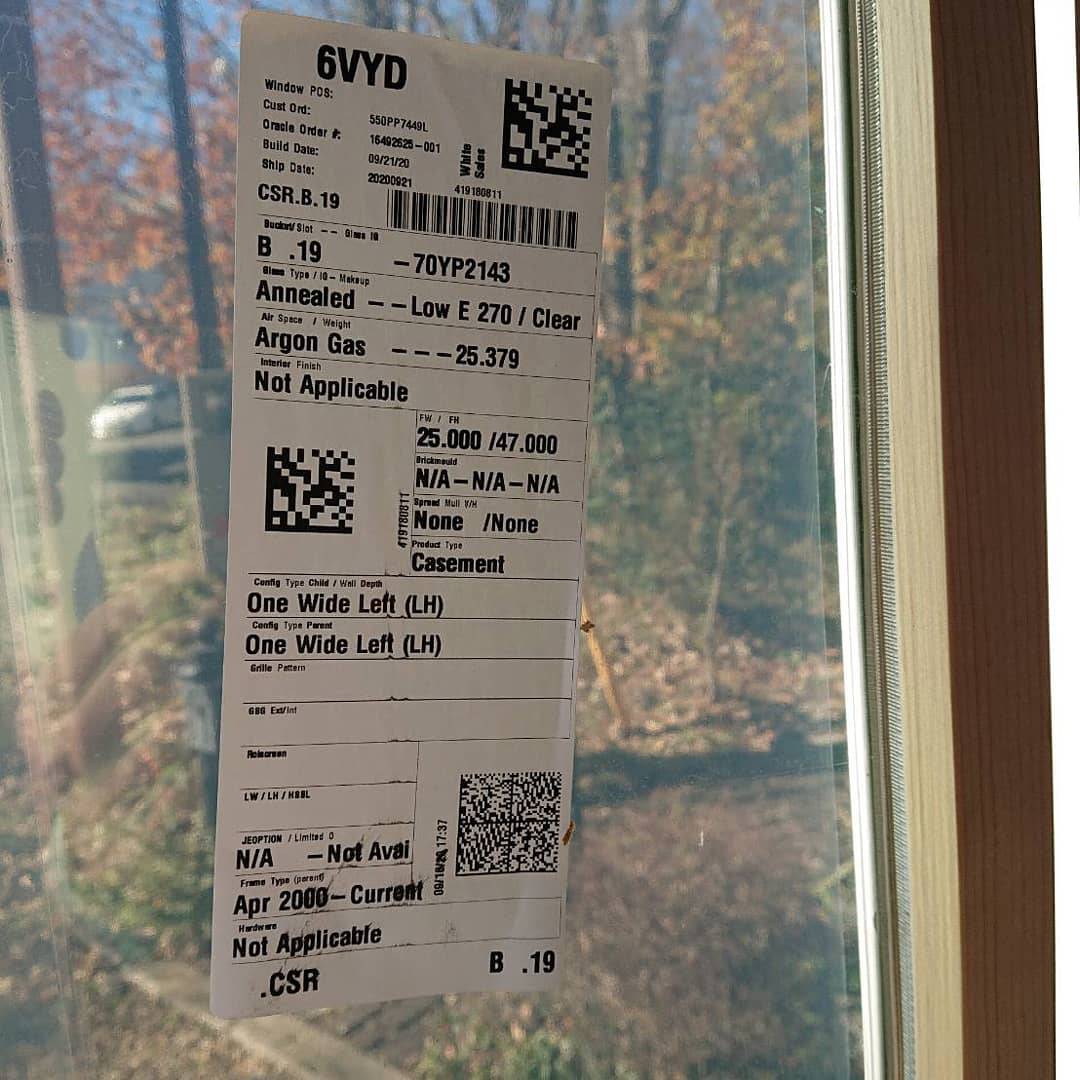 6VYD
Window POS:
Cust Ord: 550PP7449L
Oracle Order #: 16492625-001
Build Date: 09/21/20
Ship Date: 20200921
White
Sales
419180811
CSR.B.19
Bucket/Slot -- Glass IG
B .19 -70YP2143
Glass Type / IG-Makeup
Annealed --Low E 270 / Clear
Air Space / Weight
Argon Gas ---25.379
Interior Finish
Not Applicable
FW / FH
25.000 /47.000
Brickmould
N/A-N/A-N/A
Spread Mull V/H
None /None
Product Type
Casement
419180811
Config Type Child / Wall Depth
One Wide Left (LH)
Config Type Parent
One Wide Left (LH)
Grille Pattern
GBG Ext/Int
Rolscreen
LW / LH / HSBL
JEOPTION / Limited O
N/A -Not Avai
Frame Type (parent)
Apr 2000-Current
Hardware
Not Applicable
17:37
.CSR B .19